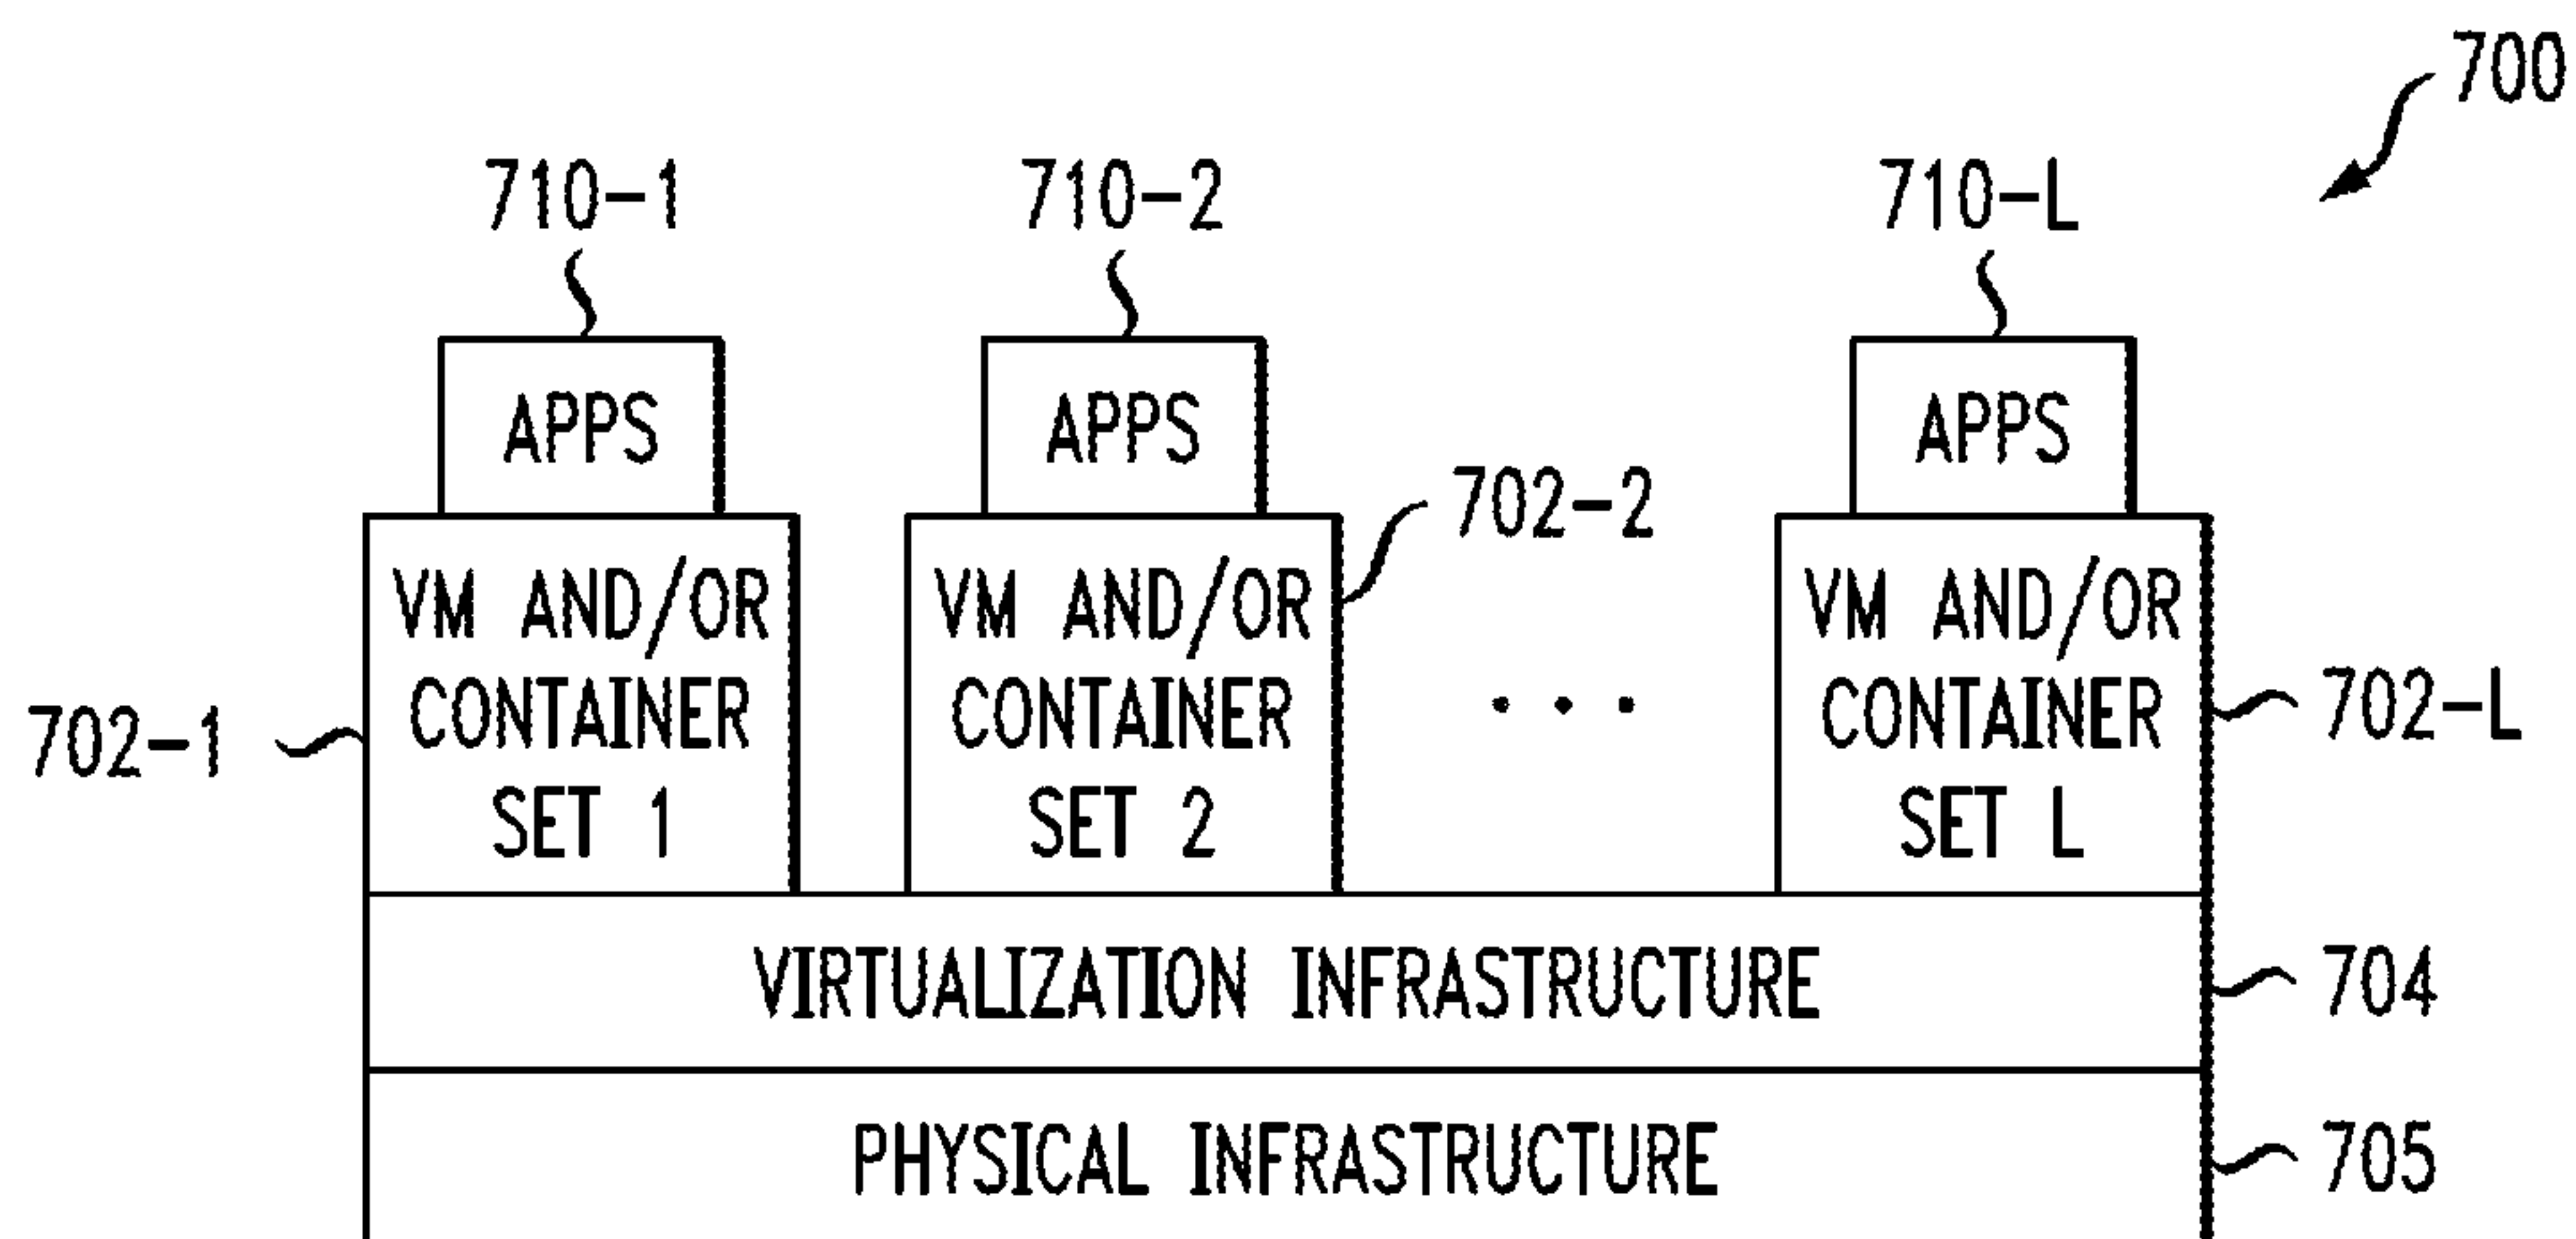 700
710-1
710-2
710-L
APPS
APPS
APPS
702-2
VM AND/OR
CONTAINER
SET 1
VM AND/OR
CONTAINER
SET 2
VM AND/OR
CONTAINER
SET L
702-1
. . .
702-L
VIRTUALIZATION INFRASTRUCTURE
704
PHYSICAL INFRASTRUCTURE
705